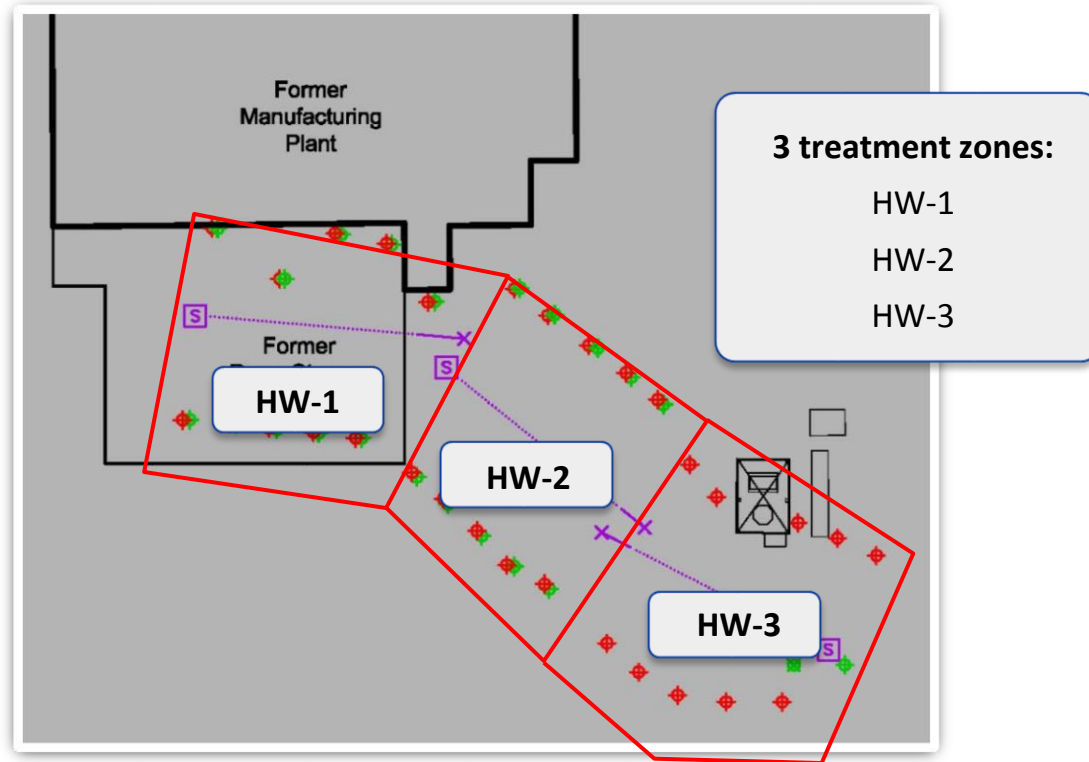 Former
Manufacturing
Plant
3 treatment zones:
HW-1
HW-2
HW-3
S
Former
S
HW-1
HW-2
HW-3
S